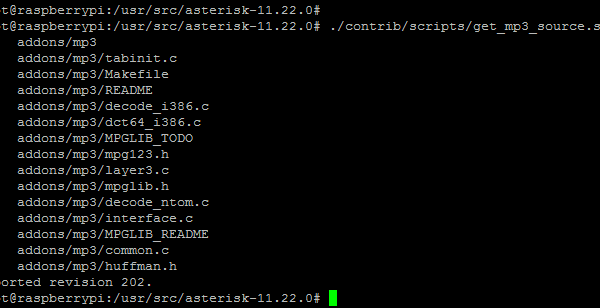 t@raspberrypi:/usr/src/asterisk-11.22.0#
t@raspberrypi:/usr/src/asterisk-11.22.0# ./contrib/scripts/get_mp3_source.s
addons/mp3
addons/mp3/tabinit.c
addons/mp3/Makefile
addons/mp3/README
addons/mp3/decode_i386.c
addons/mp3/dct64_i386.c
addons/mp3/MPGLIB_TODO
addons/mp3/mpg123.h
addons/mp3/layer3.c
addons/mp3/mpglib.h
addons/mp3/decode_ntom.c
addons/mp3/interface.c
addons/mp3/MPGLIB_README
addons/mp3/common.c
addons/mp3/huffman.h
orted revision 202.
t@raspberrypi:/usr/src/asterisk-11.22.0#